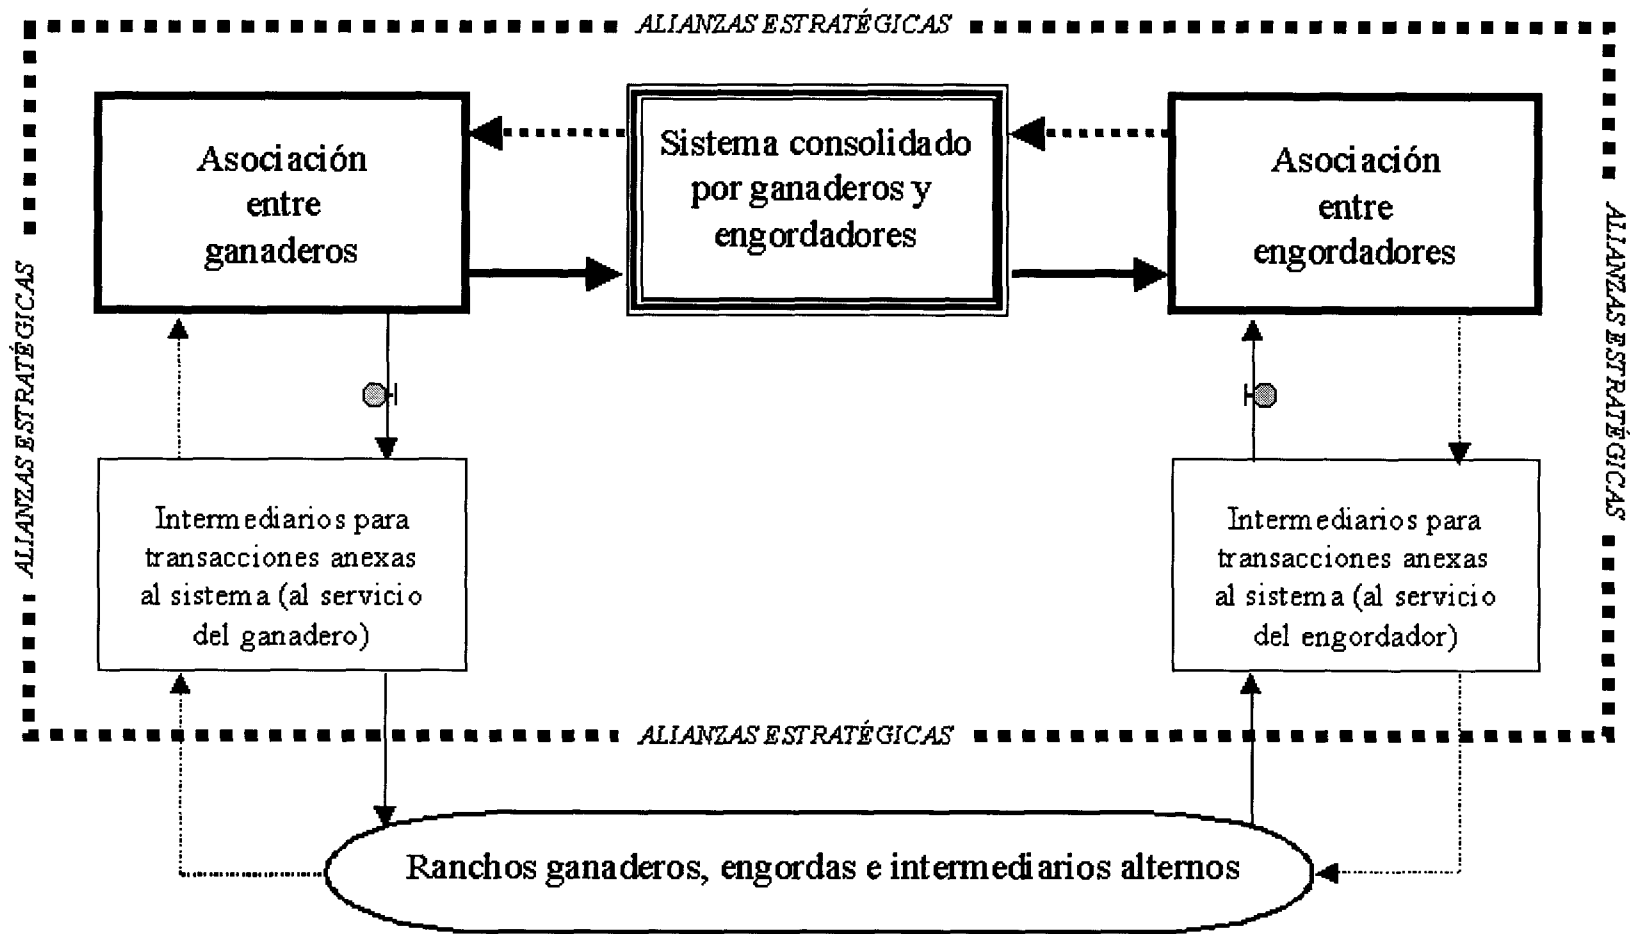 ALIANZAS ESTRATÉGICAS
Asociación
entre
ganaderos
Sistema consolidado
por ganaderos y
engordadores
Asociación
entre
engordadores
ALIANZAS ESTRATÉGICAS
ALIANZAS ESTRATÉGICAS
Intermediarios para
transacciones anexas
al sistema (al servicio
del ganadero)
Intermediarios para
transacciones anexas
al sistema (al servicio
del engordador)
ALIANZAS ESTRATÉGICAS
Ranchos ganaderos, engordas e intermediarios alternos